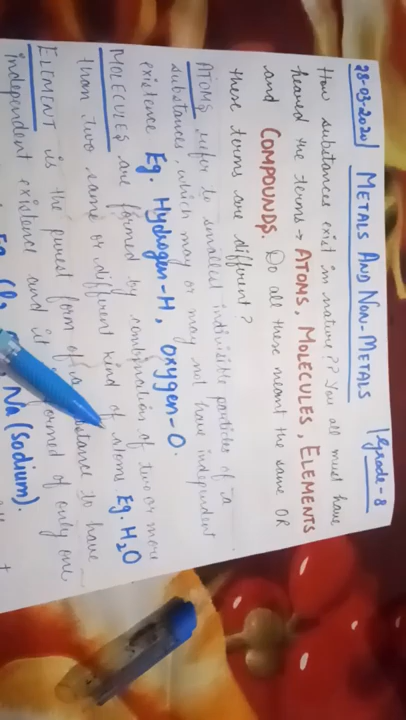 28-03-2020 METALS AND NON-METALS Grade-8
How substances exist in nature?? You all must have
heared the terms → ATOMS, MOLECULES, ELEMENTS
and COMPOUNDS. Do all these meant the same OR
these terms are different?
ATOMS refer to smallest indivisible particles of a
substances, which may or may not have independent
existence Eg. Hydrogen-H, Oxygen-O.
MOLECULES are formed by combination of two or more
than two same or different kind of atoms Eg. H2O
ELEMENT is the purest form of a substance to have
independent existence and it formed of only one
Na (Sodium).